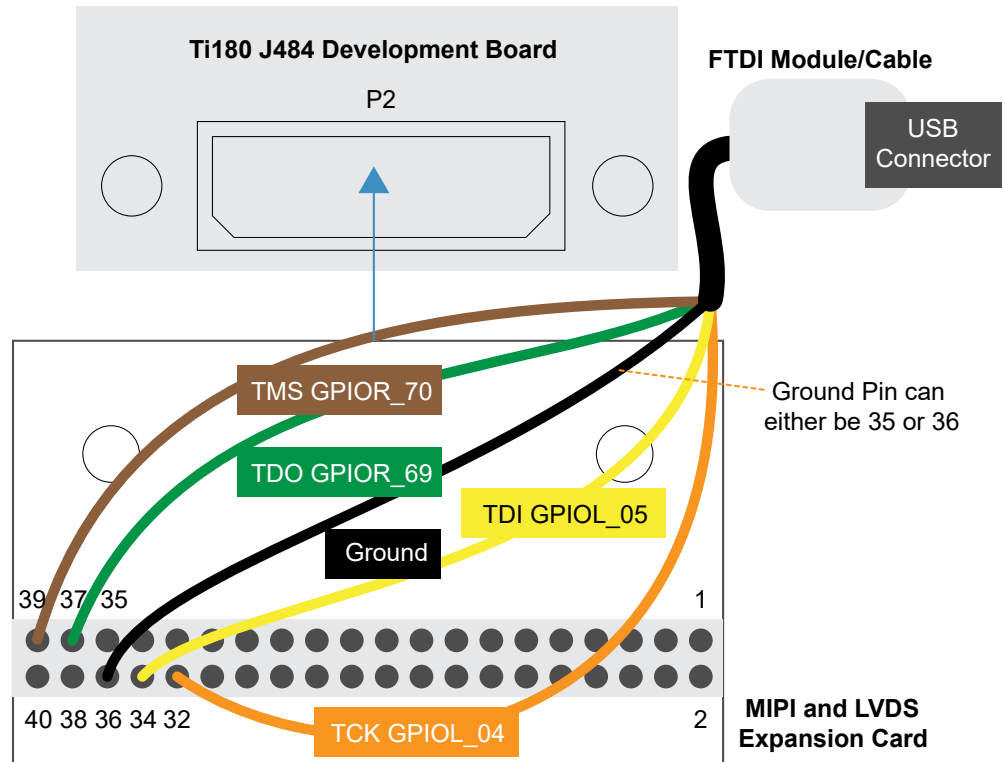 Ti180 J484 Development Board
P2
FTDI Module/Cable
USB
Connector
TMS GPIOR_70
Ground Pin can
either be 35 or 36
TDO GPIOR_69
TDI GPIOL_05
Ground
39 37 35 1
40 38 36 34 32 2
TCK GPIOL_04
MIPI and LVDS
Expansion Card